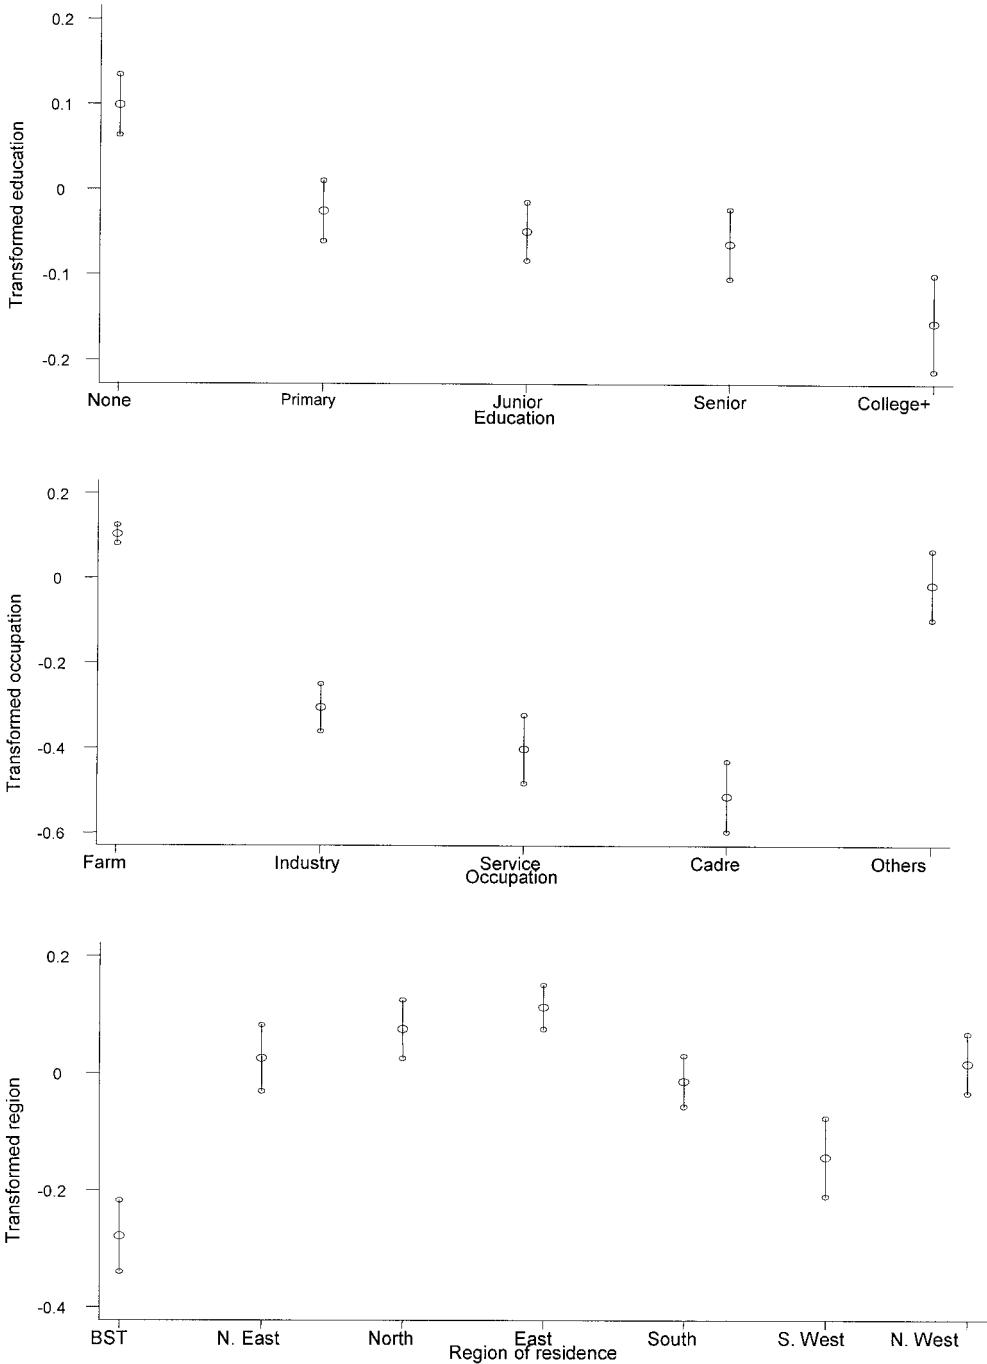 0.2
0.1
0
-0.1
-0.2
Transformed education
None Primary Junior Senior College+
Education
0.2
0
-0.2
-0.4
-0.6
Transformed occupation
Farm Industry Service Cadre Others
Occupation
0.2
0
-0.2
-0.4
Transformed region
BST N. East North East South S. West N. West
Region of residence